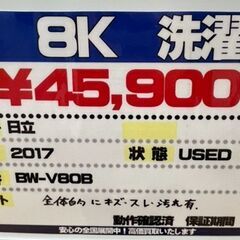 8K 洗濯
¥45,900
日立
2017 状態 USED
BW-V80B
ト 全体的にキズ・スレ・汚れ有.
動作確認済 保証期間
安心の全国展開中!高価買取いたします